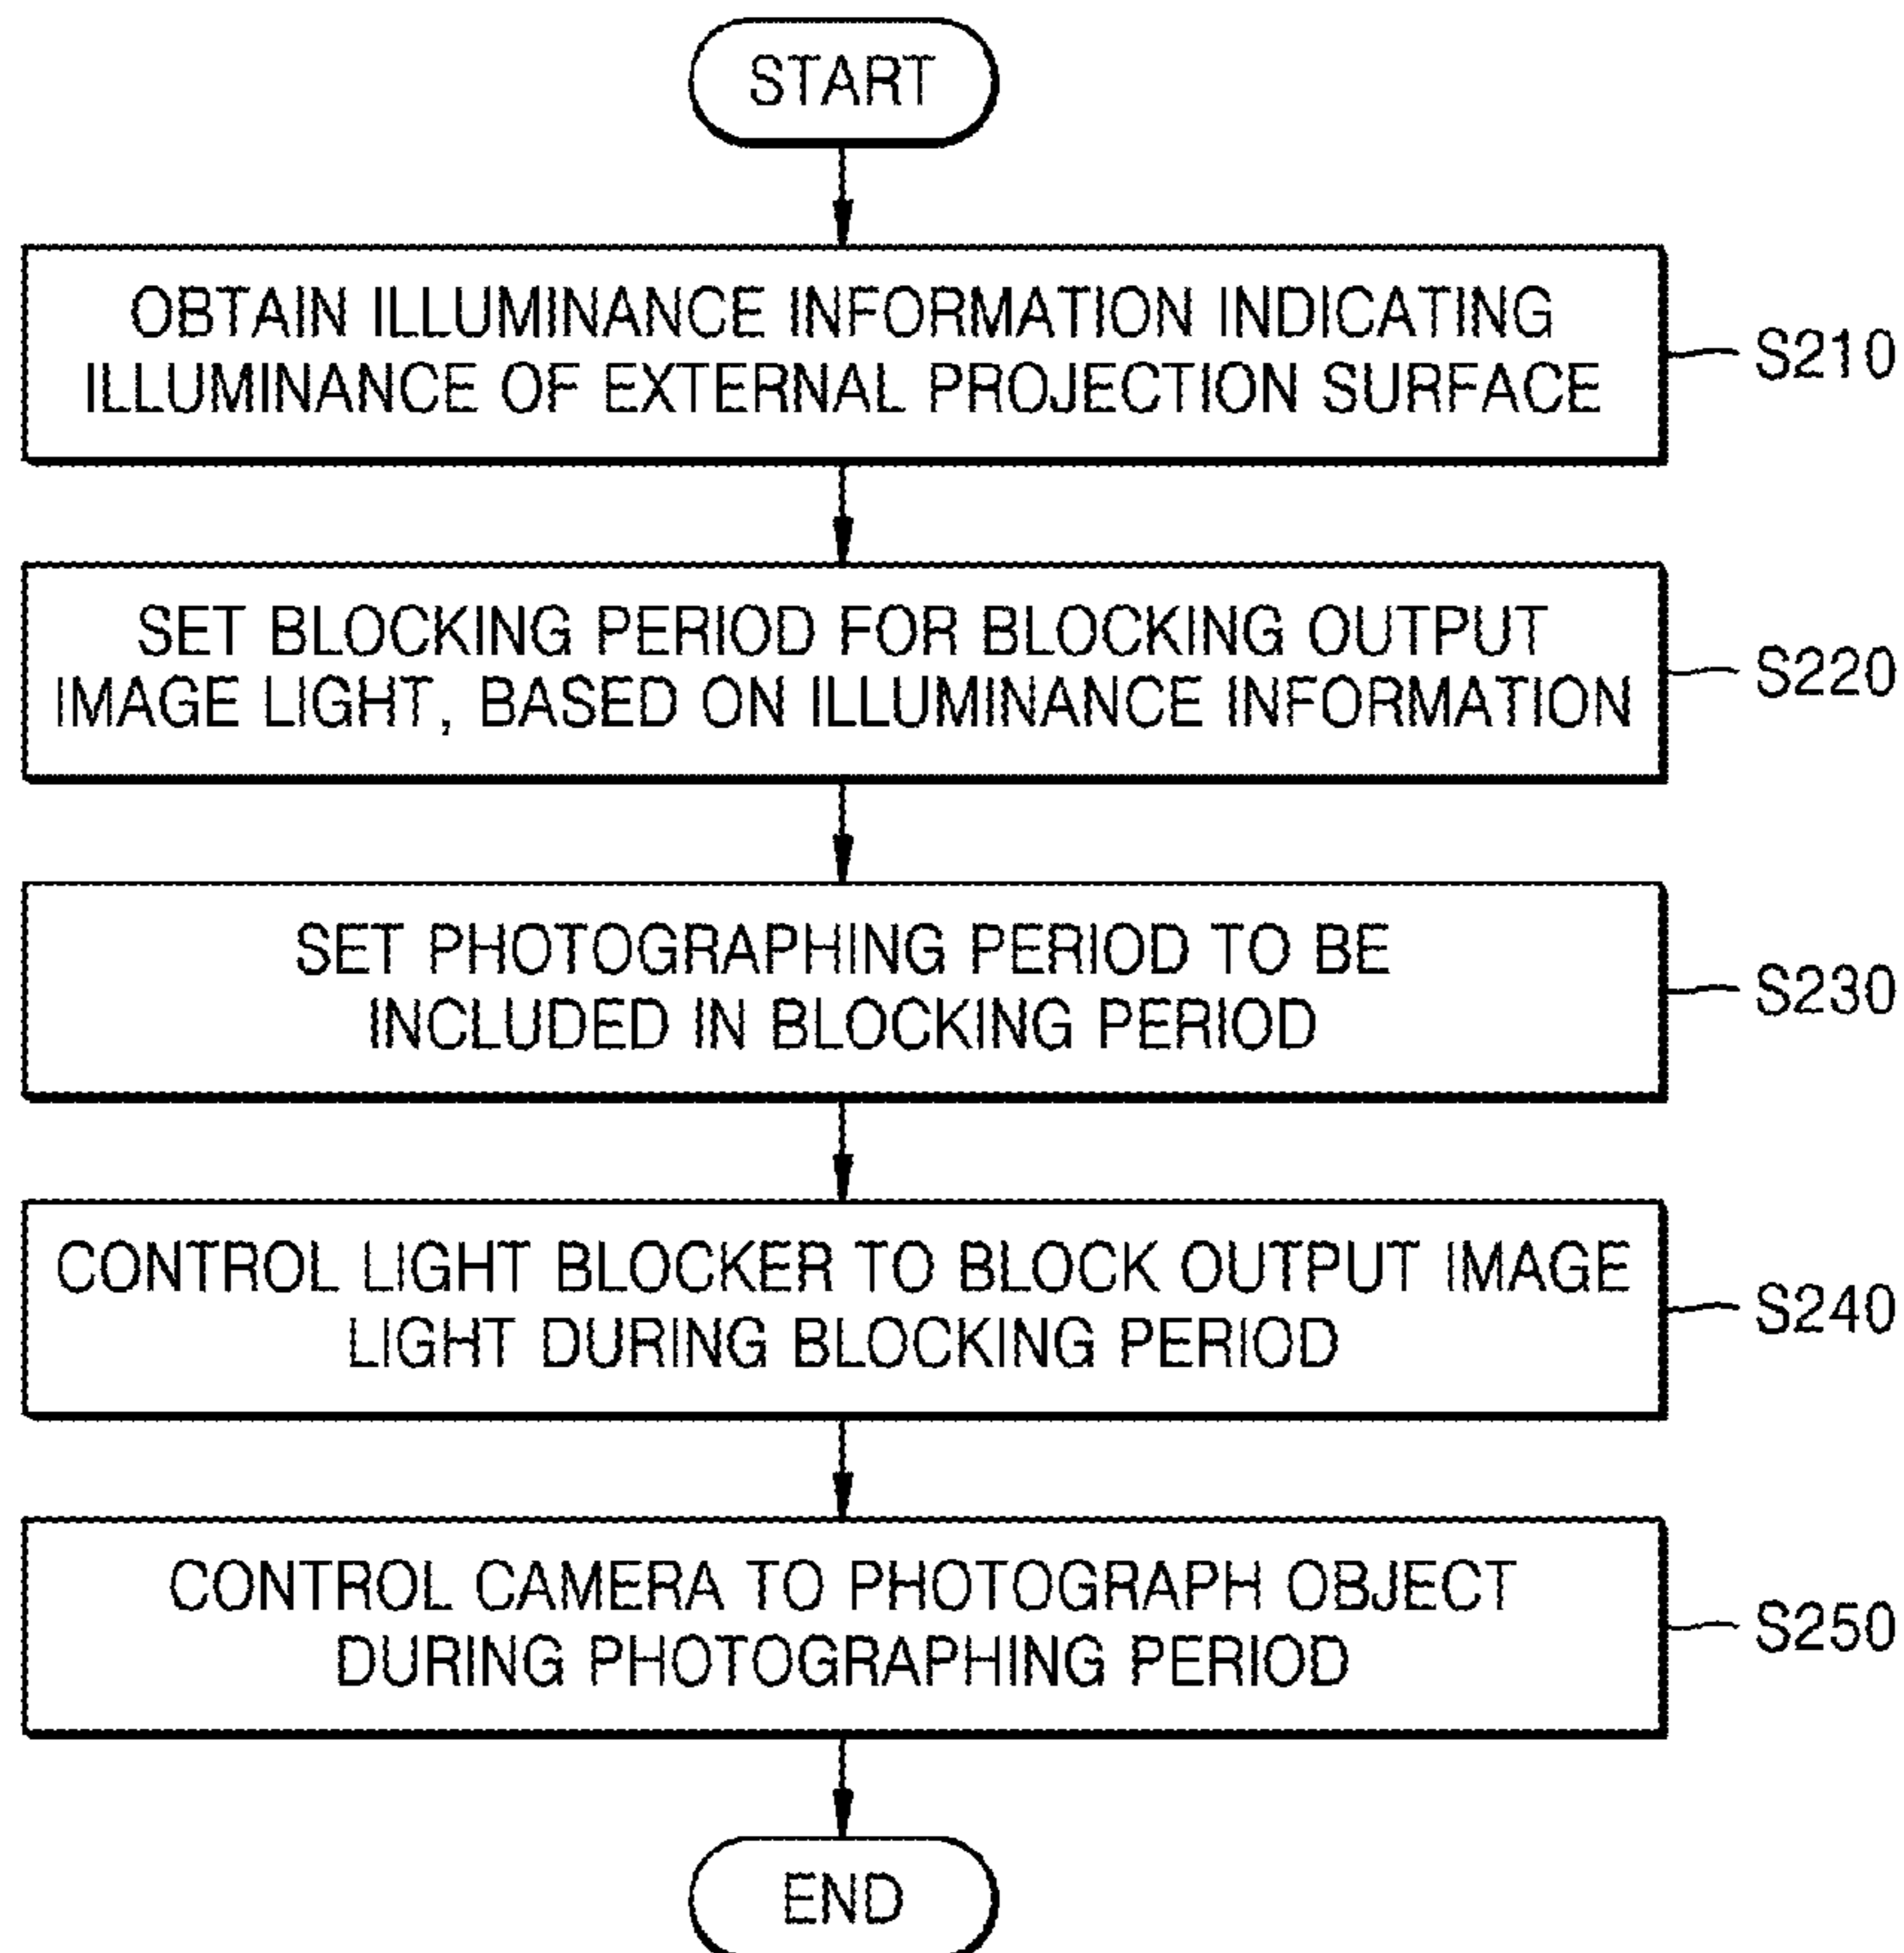 START
OBTAIN ILLUMINANCE INFORMATION INDICATING
ILLUMINANCE OF EXTERNAL PROJECTION SURFACE
S210
SET BLOCKING PERIOD FOR BLOCKING OUTPUT
IMAGE LIGHT, BASED ON ILLUMINANCE INFORMATION
S220
SET PHOTOGRAPHING PERIOD TO BE
INCLUDED IN BLOCKING PERIOD
S230
CONTROL LIGHT BLOCKER TO BLOCK OUTPUT IMAGE
LIGHT DURING BLOCKING PERIOD
S240
CONTROL CAMERA TO PHOTOGRAPH OBJECT
DURING PHOTOGRAPHING PERIOD
S250
END